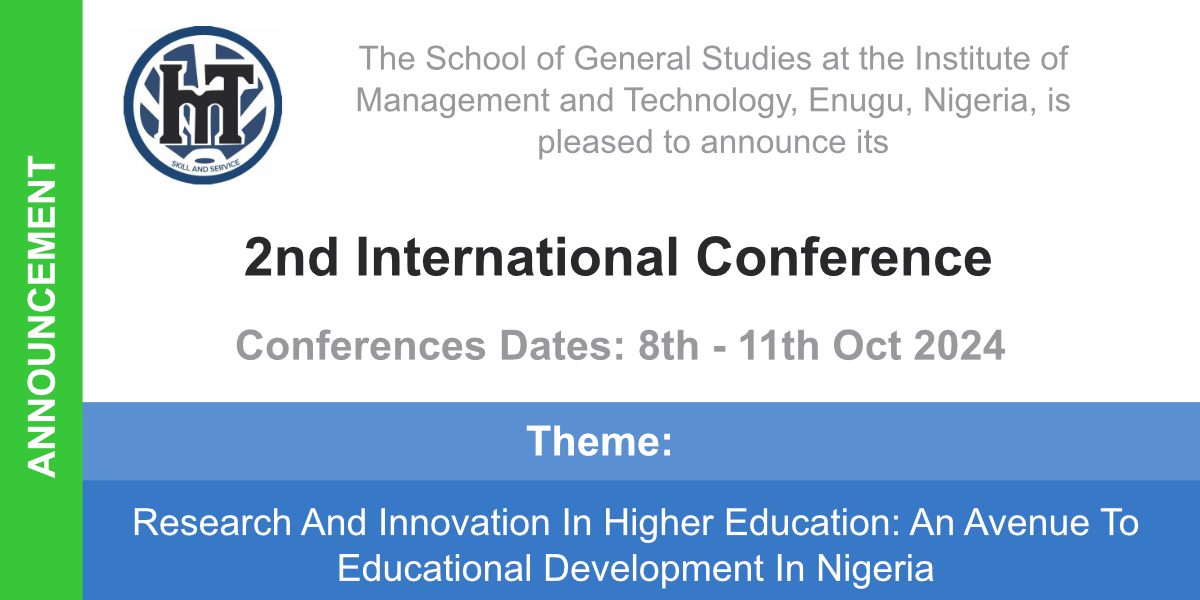 ANNOUNCEMENT
IMT
SKILL AND SERVICE
The School of General Studies at the Institute of
Management and Technology, Enugu, Nigeria, is
pleased to announce its
2nd International Conference
Conferences Dates: 8th - 11th Oct 2024
Theme:
Research And Innovation In Higher Education: An Avenue To
Educational Development In Nigeria